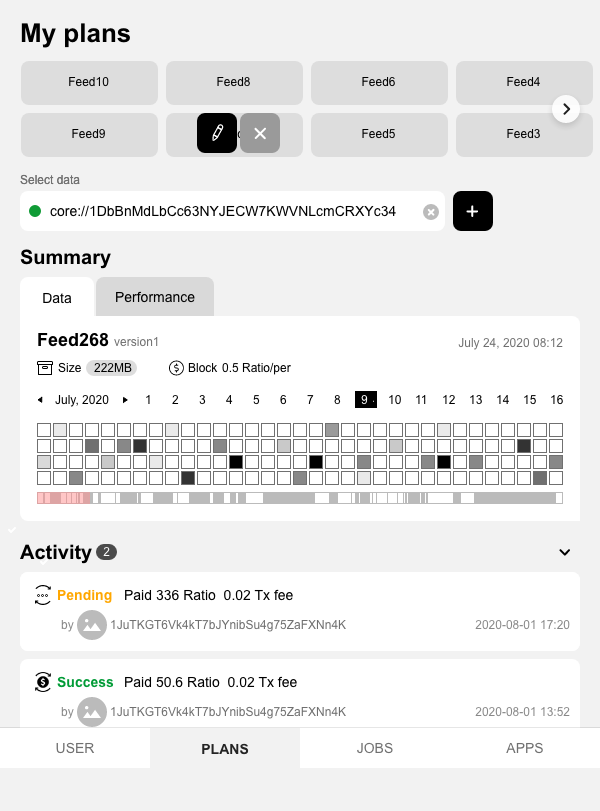 My plans
Feed10 Feed8 Feed6 Feed4
Feed9 Feed5 Feed3
Select data
core://1DbBnMdLbCc63NYJECW7KWVNLcmCRXYc34
Summary
Data Performance
Feed268 version1 July 24, 2020 08:12
Size 222MB $ Block 0.5 Ratio/per
July, 2020 1 2 3 4 5 6 7 8 9 10 11 12 13 14 15 16
Activity 2
Pending Paid 336 Ratio 0.02 Tx fee
by 1JuTKGT6Vk4kT7bJYnibSu4g75ZaFXNn4K 2020-08-01 17:20
$ Success Paid 50.6 Ratio 0.02 Tx fee
by 1JuTKGT6Vk4kT7bJYnibSu4g75ZaFXNn4K 2020-08-01 13:52
USER PLANS JOBS APPS